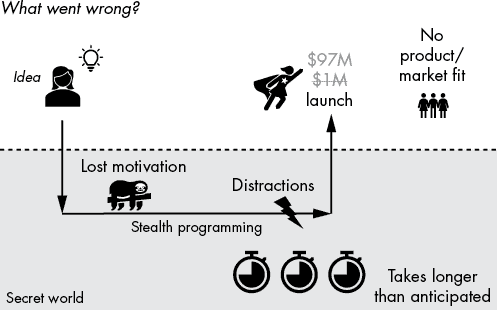 What went wrong?
Idea
$97M
$1M
launch
No
product/
market fit
Lost motivation
Distractions
Stealth programming
Takes longer
than anticipated
Secret world